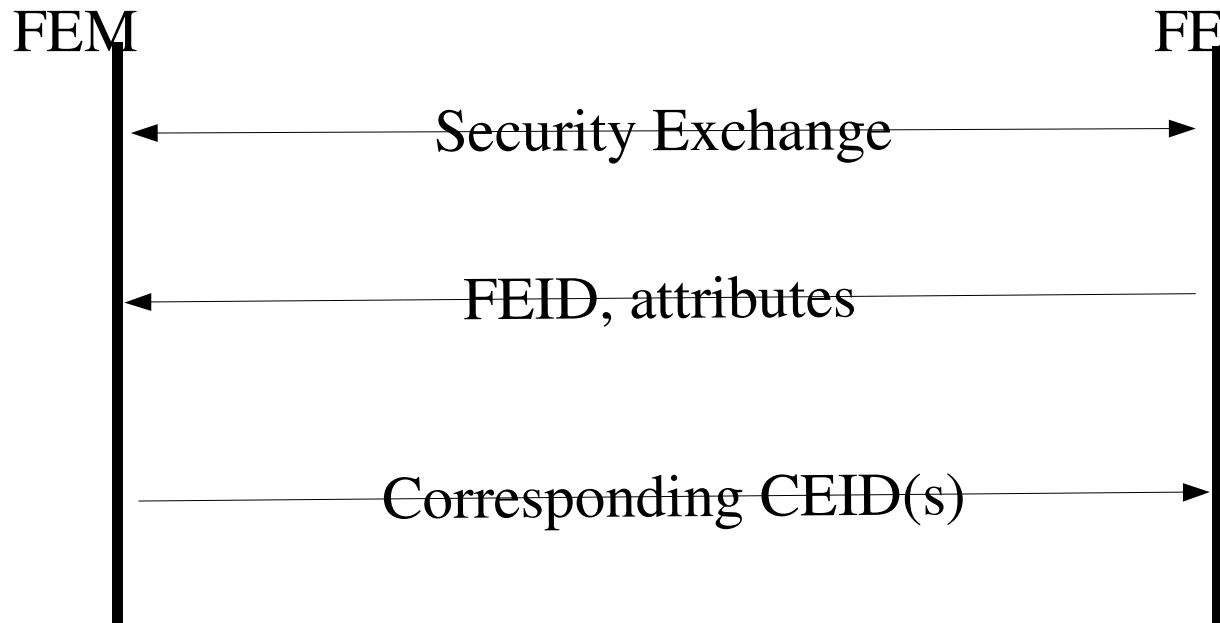 FEM
FE
Security Exchange
FEID, attributes
Corresponding CEID(s)